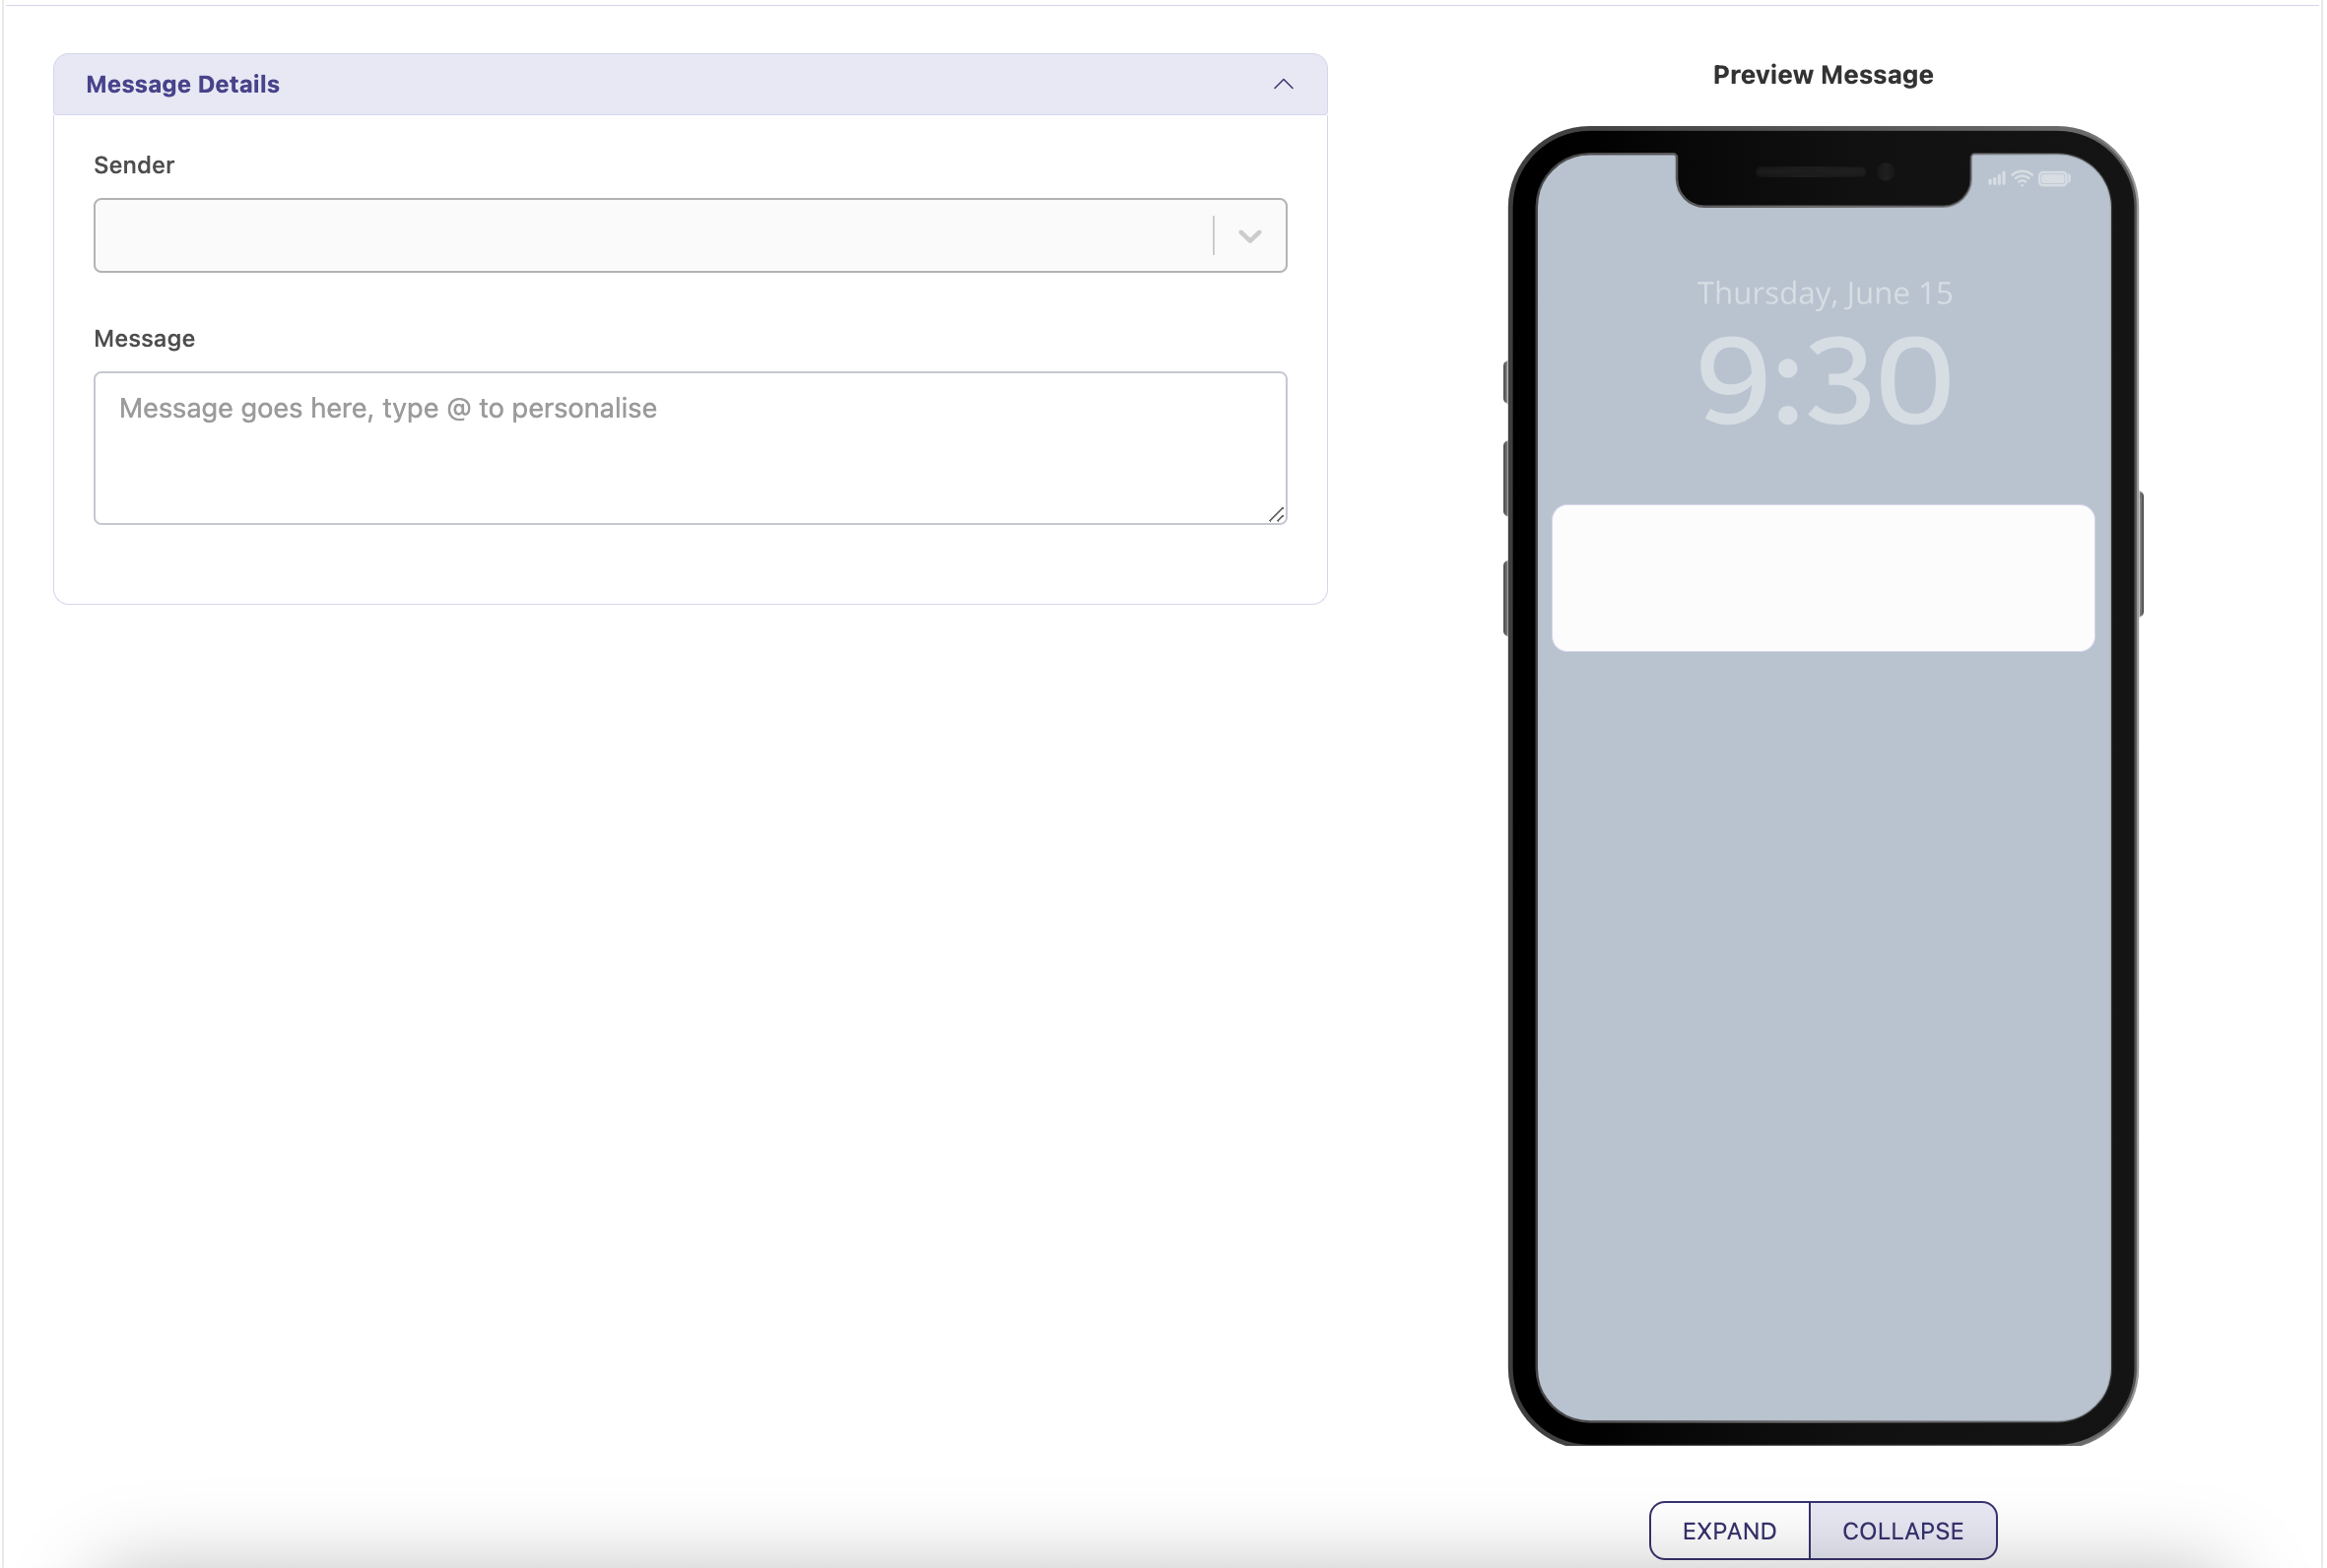 Message Details
Sender
Message
Message goes here, type @ to personalise
Preview Message
Thursday, June 15
9:30
EXPAND
COLLAPSE